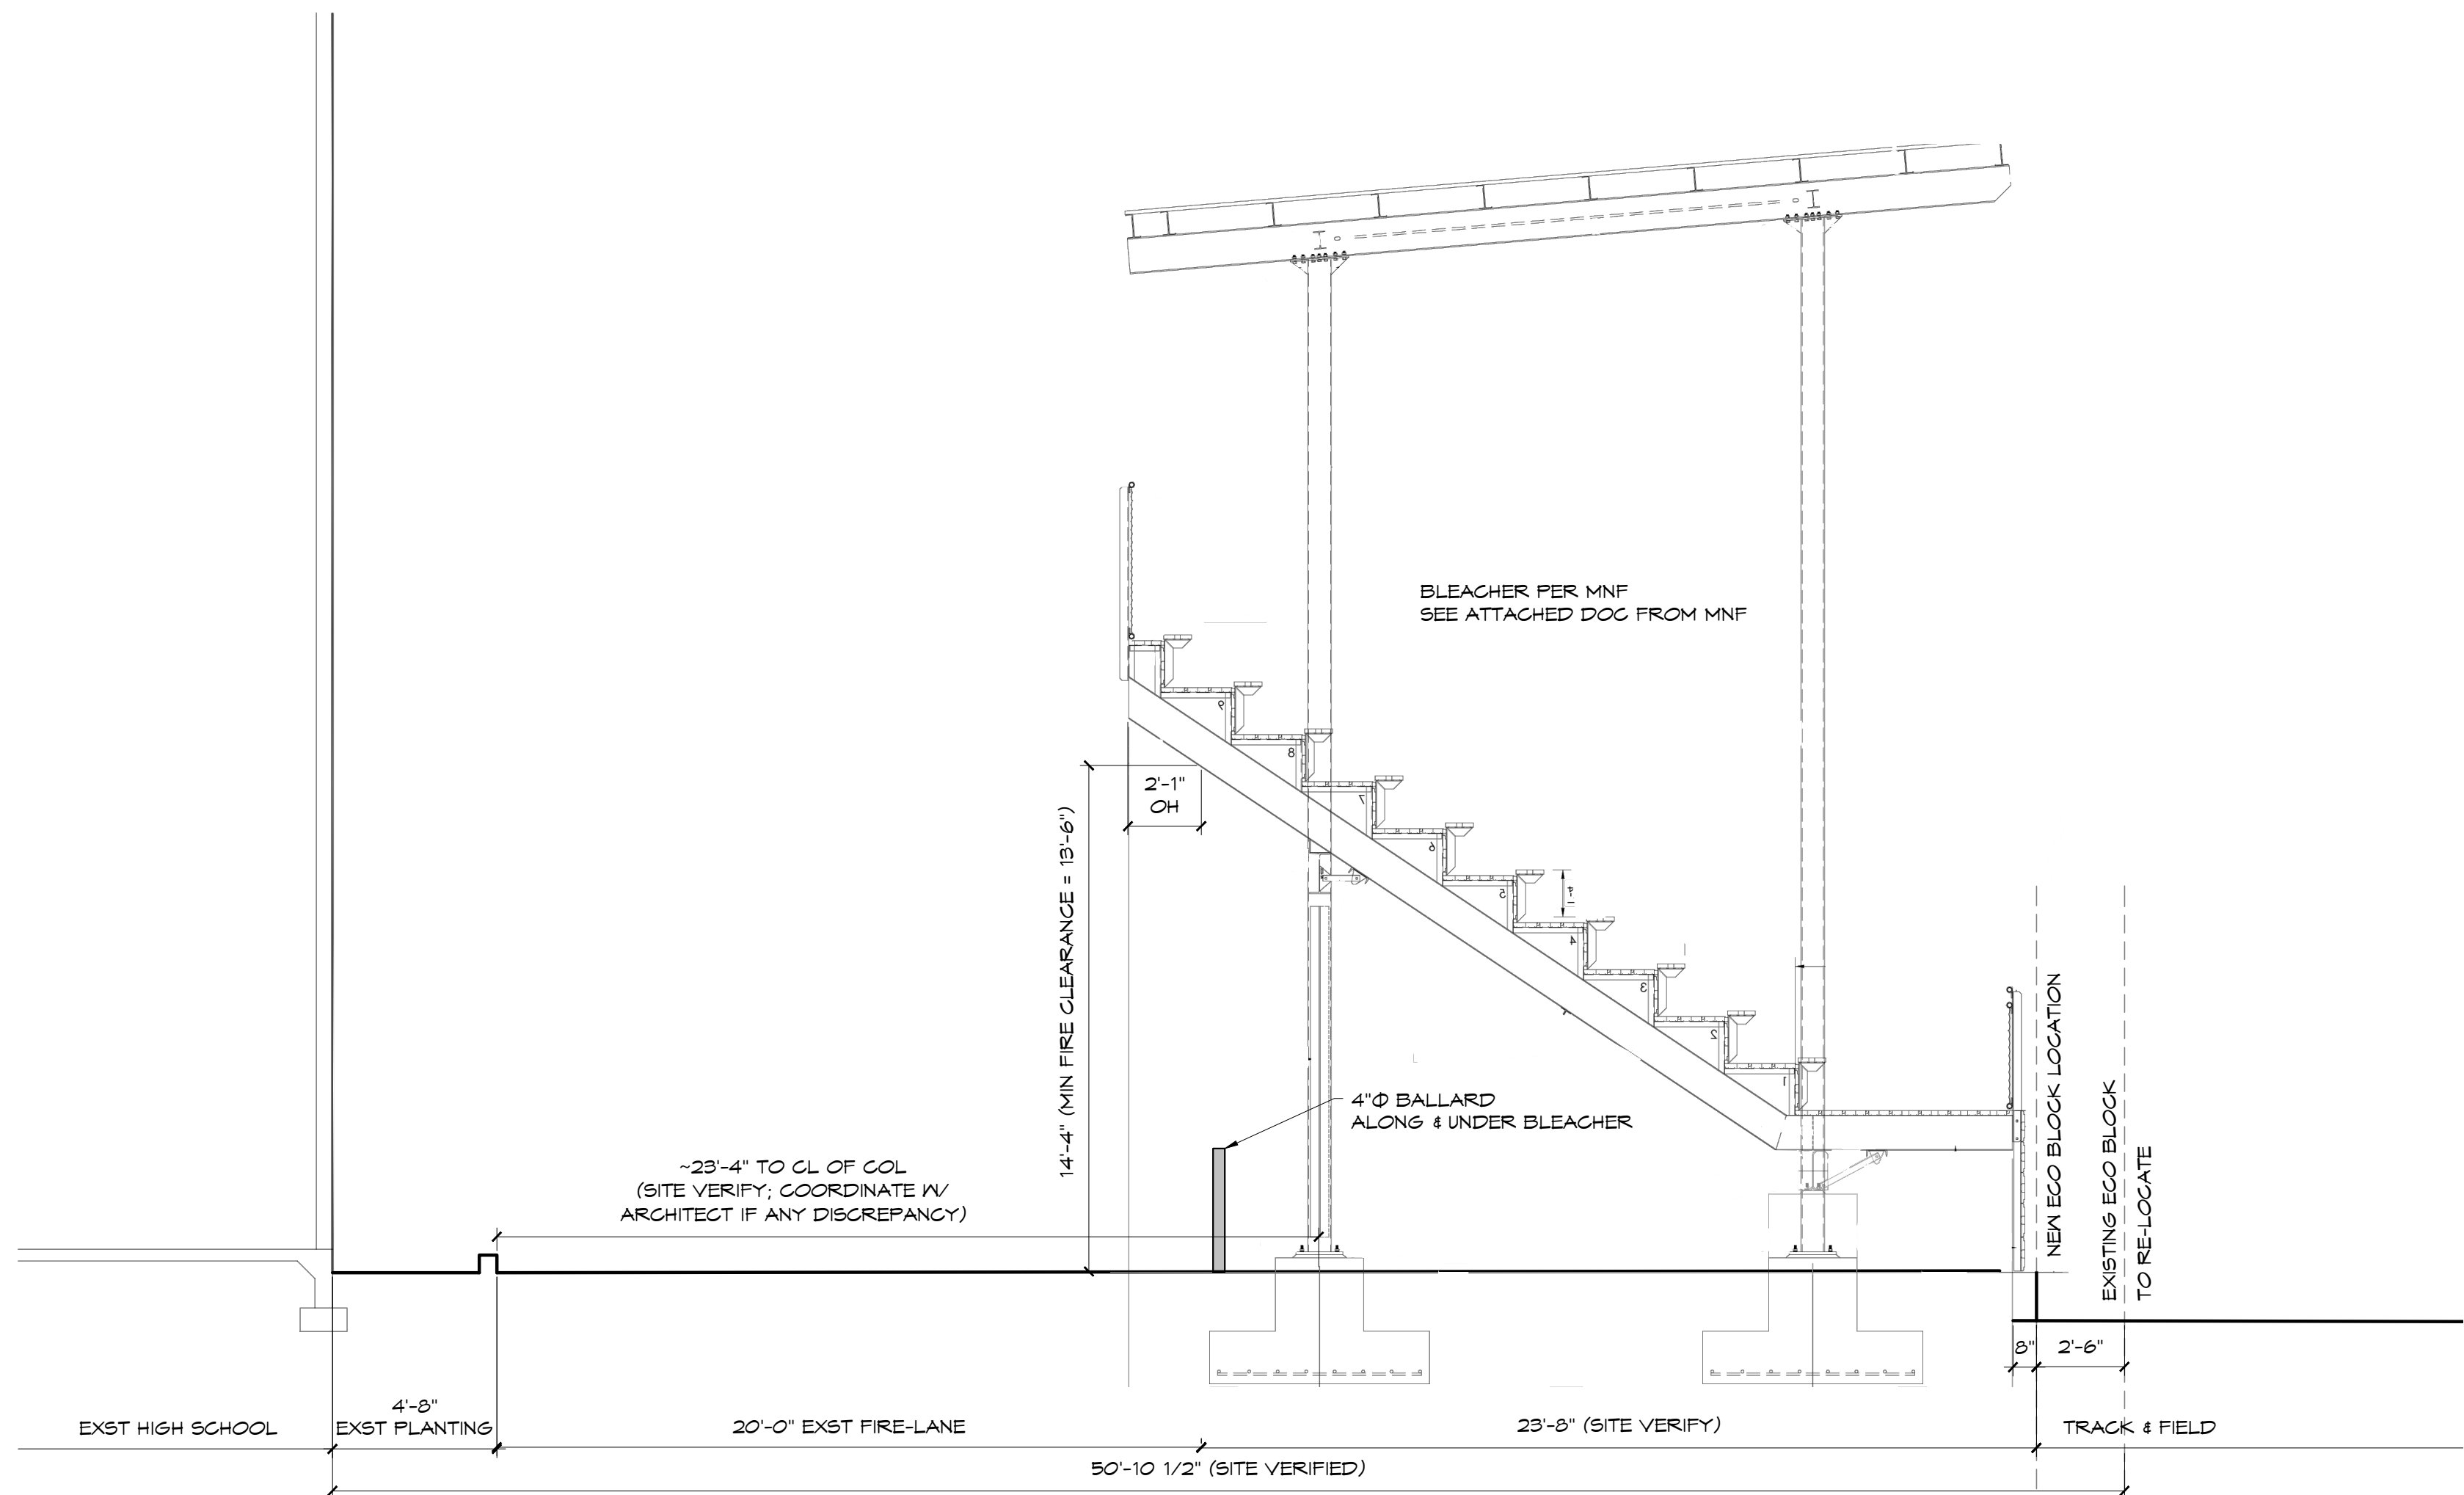 BLEACHER PER MNF
SEE ATTACHED DOC FROM MNF
9
8
7
6
5
4
3
2
1
2'-1"
OH
14'-4" (MIN FIRE CLEARANCE = 13'-6")
4"Φ BALLARD
ALONG & UNDER BLEACHER
~23'-4" TO CL OF COL
(SITE VERIFY; COORDINATE W/
ARCHITECT IF ANY DISCREPANCY)
NEW ECO BLOCK LOCATION
EXISTING ECO BLOCK
TO RE-LOCATE
8"
2'-6"
EXST HIGH SCHOOL
4'-8"
EXST PLANTING
20'-0" EXST FIRE-LANE
23'-8" (SITE VERIFY)
TRACK & FIELD
50'-10 1/2" (SITE VERIFIED)